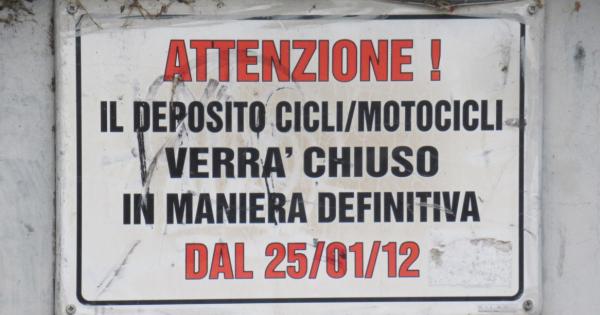 ATTENZIONE !
IL DEPOSITO CICLI/MOTOCICLI
VERRA' CHIUSO
IN MANIERA DEFINITIVA
DAL 25/01/12